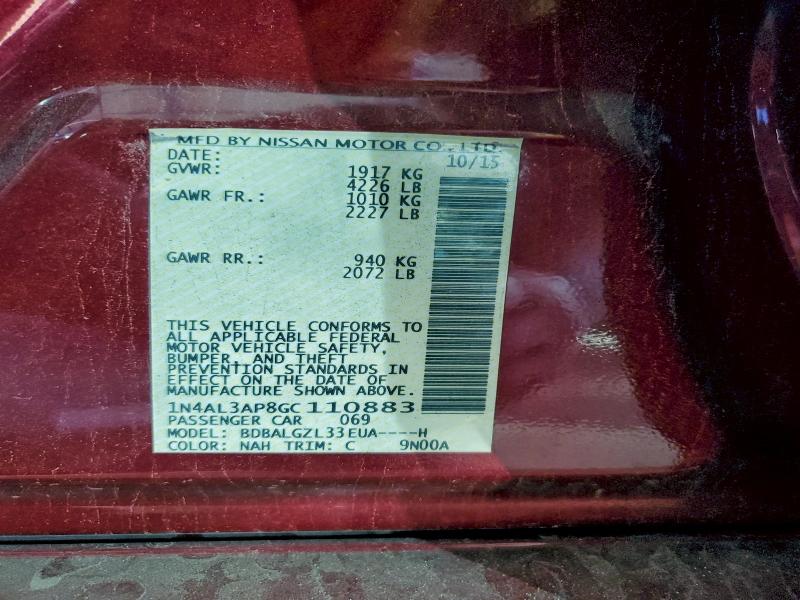 MFD BY NISSAN MOTOR CO., LTD.
DATE: 10/15
GVWR: 1917 KG
4226 LB
GAWR FR.: 1010 KG
2227 LB
GAWR RR.: 940 KG
2072 LB
THIS VEHICLE CONFORMS TO
ALL APPLICABLE FEDERAL
MOTOR VEHICLE SAFETY,
BUMPER, AND THEFT
PREVENTION STANDARDS IN
EFFECT ON THE DATE OF
MANUFACTURE SHOWN ABOVE.
1N4AL3AP8GC110883
PASSENGER CAR 069
MODEL: BDBALGZL33EUA----H
COLOR: NAH TRIM: C 9N00A